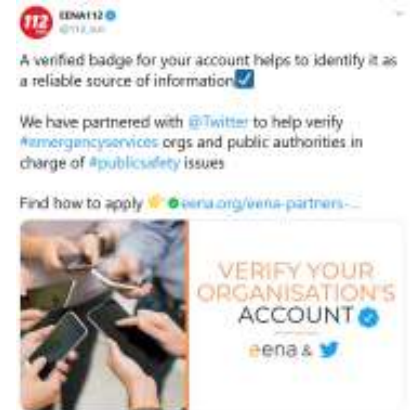 112
EENA112
@112_sos
A verified badge for your account helps to identify it as
a reliable source of information
We have partnered with @Twitter to help verify
#emergencyservices orgs and public authorities in
charge of #publicsafety issues
Find how to apply eena.org/eena-partners-...
VERIFY YOUR
ORGANISATION'S
ACCOUNT
eena &